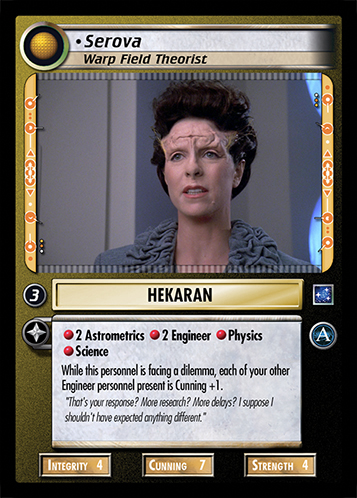 • Serova
Warp Field Theorist
3
HEKARAN
2 Astrometrics 2 Engineer Physics
Science
A
While this personnel is facing a dilemma, each of your other
Engineer personnel present is Cunning +1.
"That's your response? More research? More delays? I suppose I
shouldn't have expected anything different."
INTEGRITY 4 CUNNING 7 STRENGTH 4